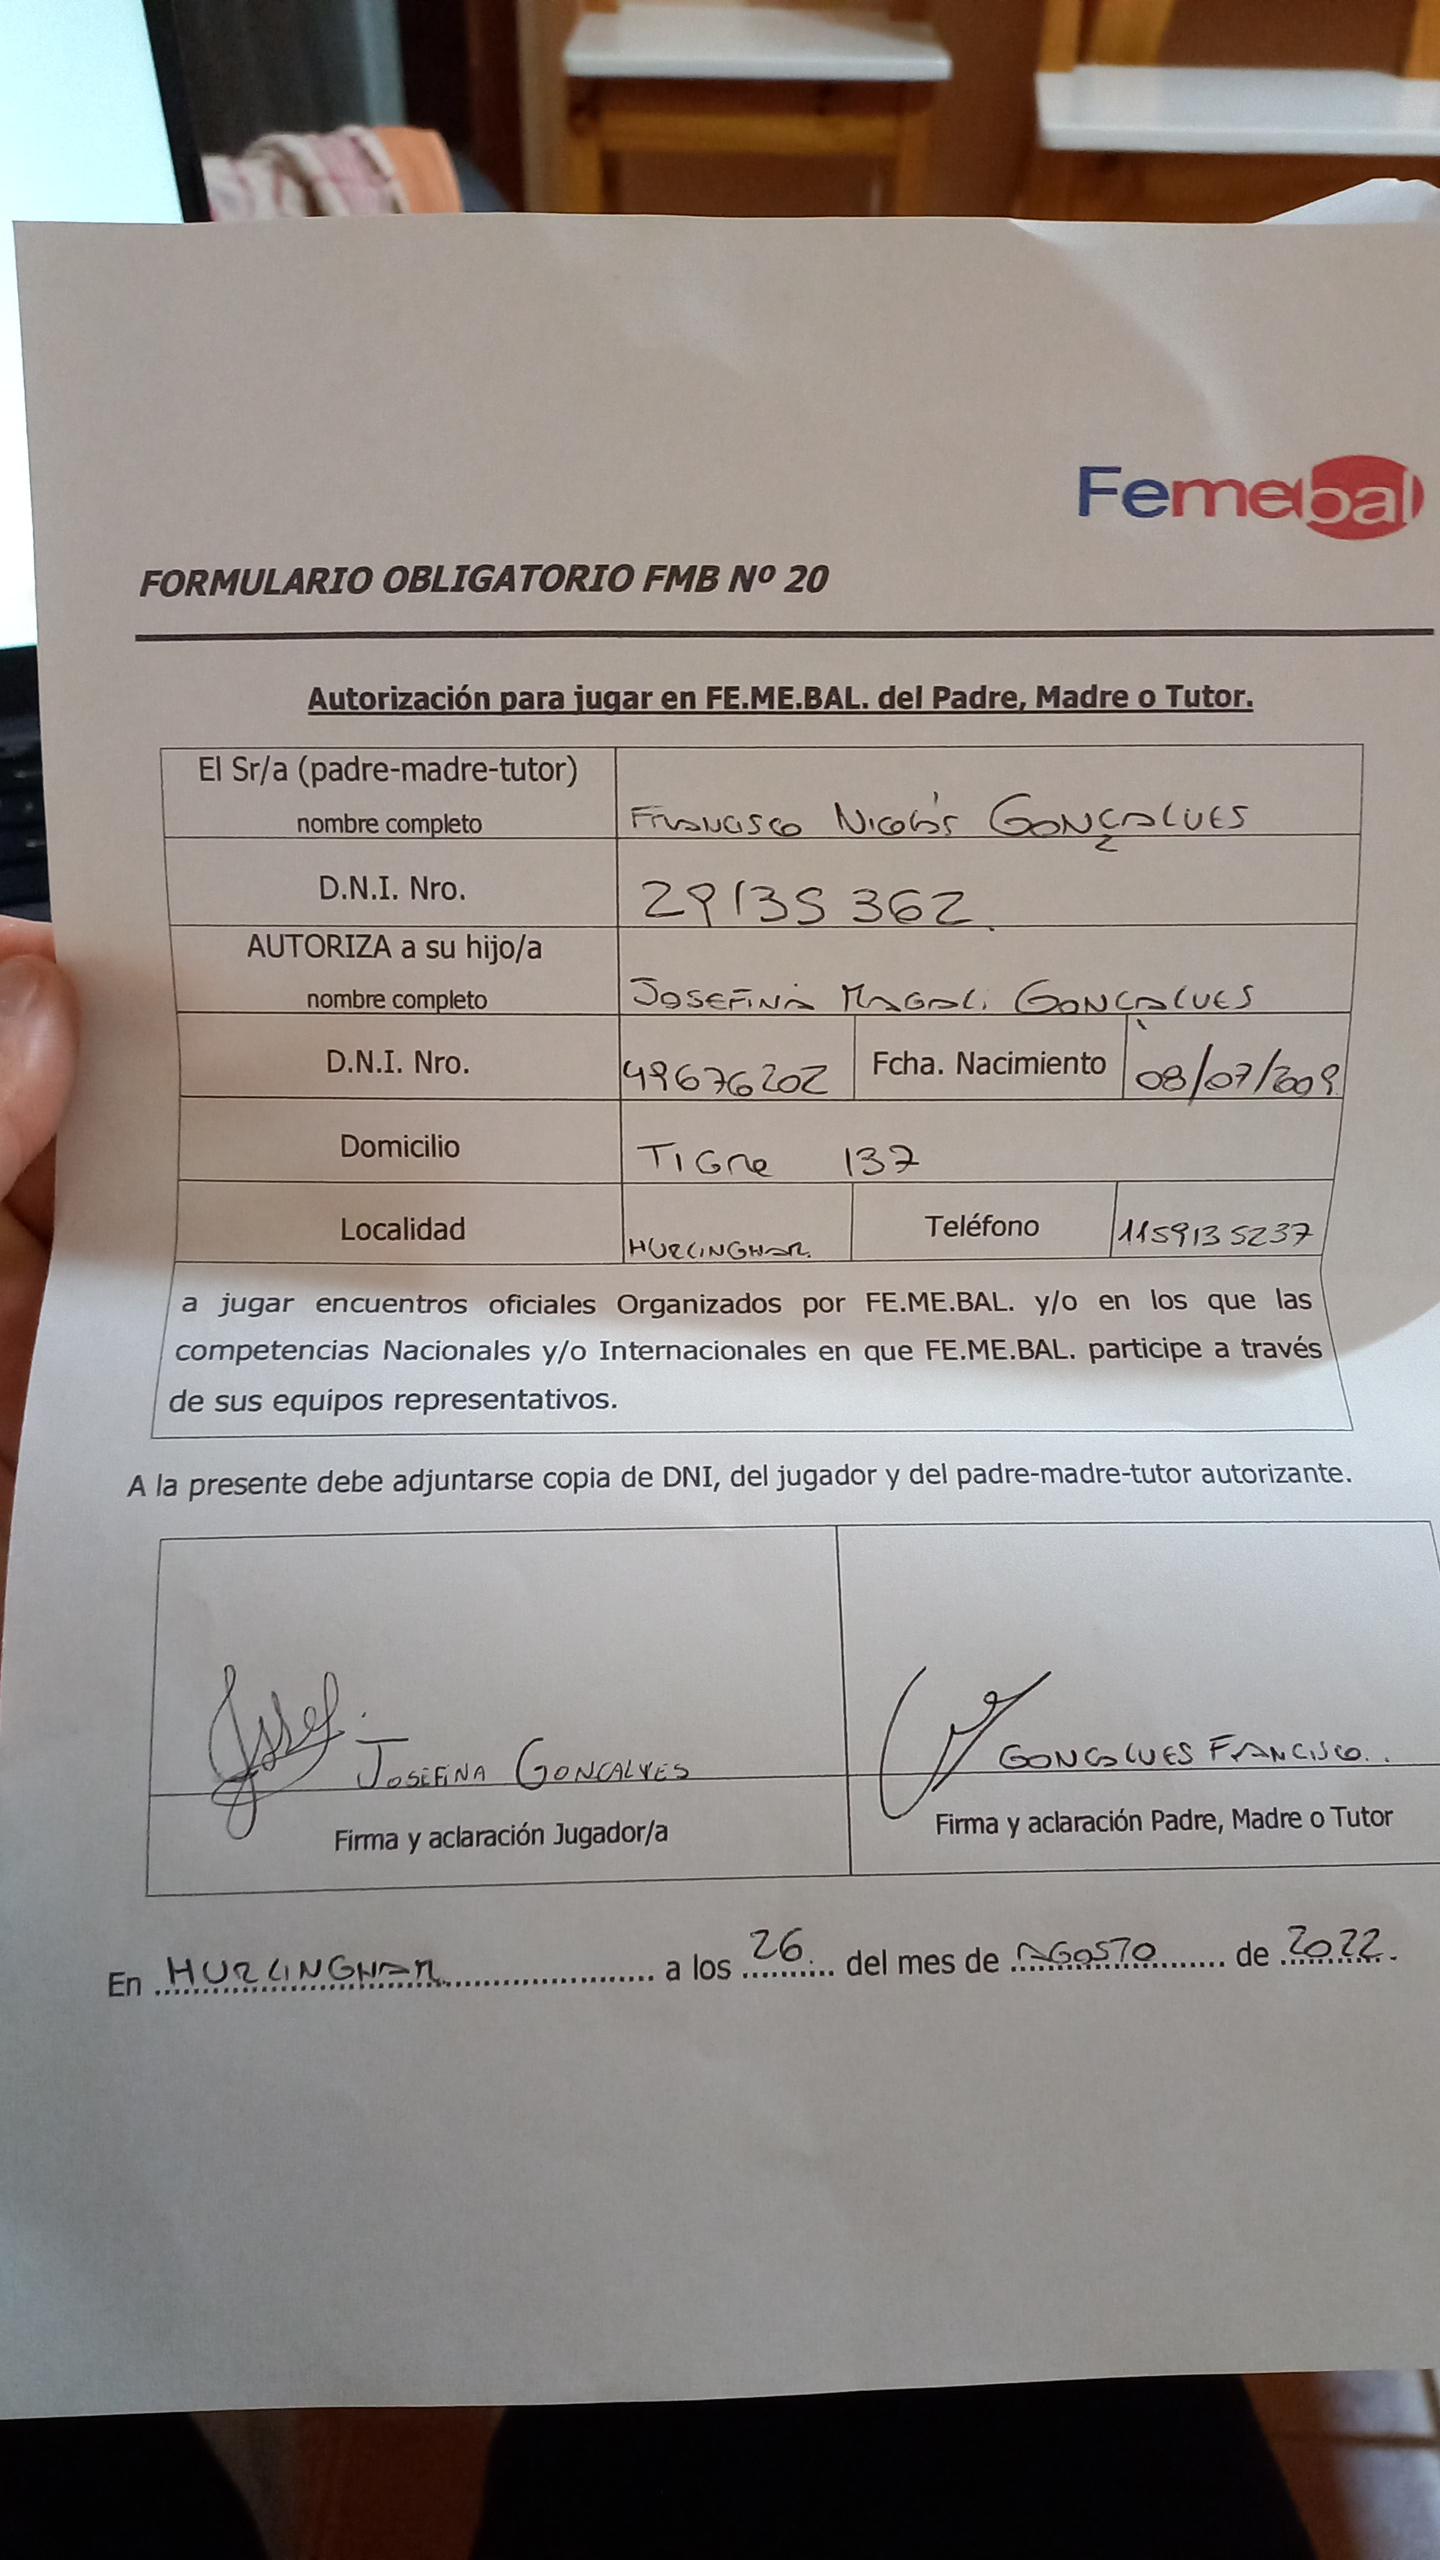 Femebal
FORMULARIO OBLIGATORIO FMB Nº 20
Autorización para jugar en FE.ME.BAL. del Padre, Madre o Tutor.
El Sr/a (padre-madre-tutor)
nombre completo
Francisco Nicolás Gonçalves
D.N.I. Nro.
29135362
AUTORIZA a su hijo/a
nombre completo
Josefina Magali Gonçalves
D.N.I. Nro.
49676202
Fcha. Nacimiento
08/07/2009
Domicilio
Tigre 137
Localidad
HURLINGHAM
Teléfono
1159135237
a jugar encuentros oficiales Organizados por FE.ME.BAL. y/o en los que las
competencias Nacionales y/o Internacionales en que FE.ME.BAL. participe a través
de sus equipos representativos.
A la presente debe adjuntarse copia de DNI, del jugador y del padre-madre-tutor autorizante.
Josef. JOSEFINA GONCALVES
GONCALVES FRANCISCO.
Firma y aclaración Jugador/a
Firma y aclaración Padre, Madre o Tutor
En HURLINGHAM a los 26 del mes de AGOSTO de 2022.